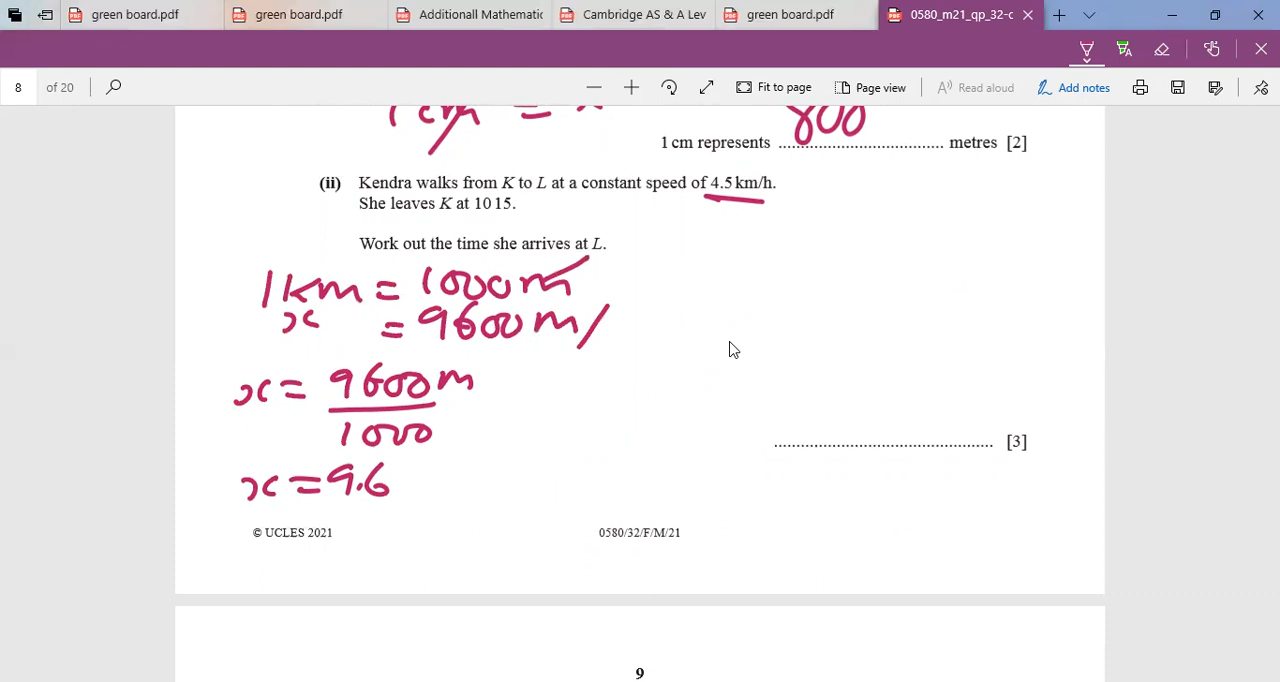 green board.pdf
green board.pdf
Additionall Mathematic
Cambridge AS & A Lev
green board.pdf
0580_m21_qp_32-c
8 of 20
Fit to page
Page view
Read aloud
Add notes
1 cm = x
800
1 cm represents ..................................... metres [2]
(ii) Kendra walks from K to L at a constant speed of 4.5 km/h.
She leaves K at 10 15.
Work out the time she arrives at L.
1km = 1000m
x = 9600m
x = 9600m
1000
x = 9.6
................................................. [3]
© UCLES 2021
0580/32/F/M/21
9